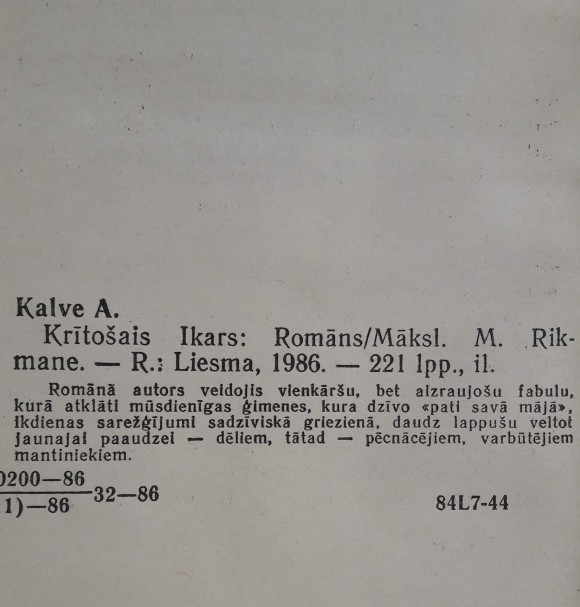 Kalve A.
Krītošais Ikars: Romāns/Māksl. M. Rik-
mane. — R.: Liesma, 1986. — 221 lpp., il.
Romānā autors veidojis vienkāršu, bet aizraujošu fabulu,
kurā atklāti mūsdienīgas ģimenes, kura dzīvo «pati savā mājā»,
ikdienas sarežģījumi sadzīviskā griezienā, daudz lappušu veltot
jaunajai paaudzei — dēliem, tātad — pēcnācējiem, varbūtējiem
mantiniekiem.
0200—86
1)—86
32—86
84L7-44